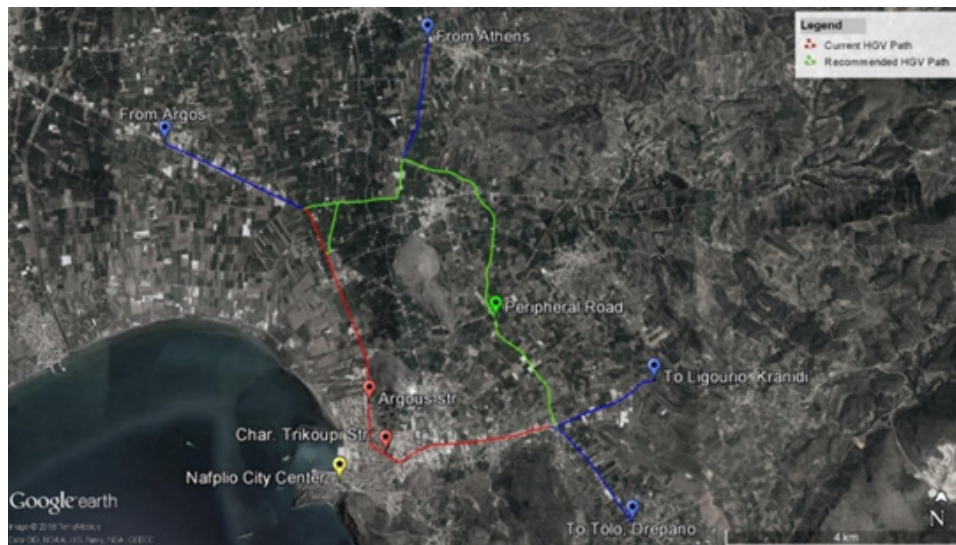 From Athens
Legend
Current HGV Path
Recommended HGV Path
From Argos
Peripheral Road
To Ligourio, Kranidi
Argous str
Char. Trikoupi Str.
Nafplio City Center
Google earth
To Tolo, Drepano
N
4 km